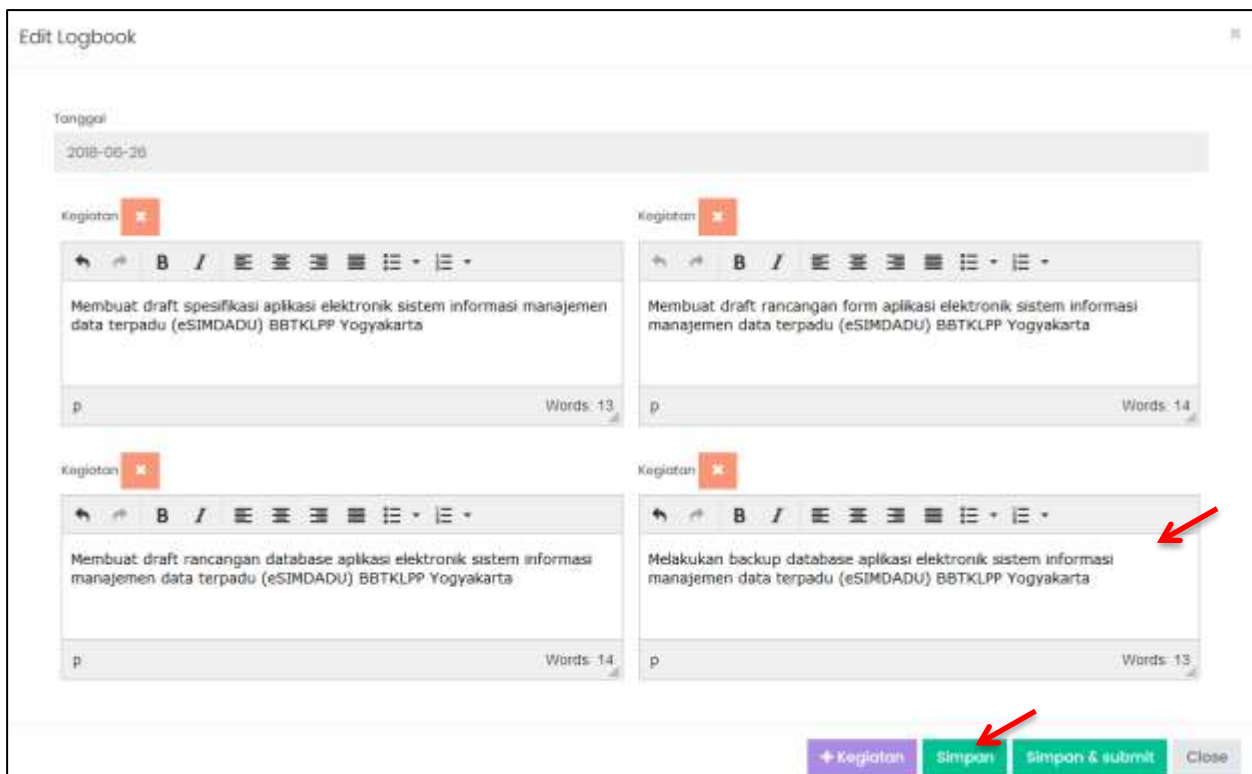 Edit Logbook
Tanggal
2018-06-26
Kegiatan
Kegiatan
Membuat draft spesifikasi aplikasi elektronik sistem informasi manajemen
data terpadu (eSIMDADU) BBTKLPP Yogyakarta
Membuat draft rancangan form aplikasi elektronik sistem informasi
manajemen data terpadu (eSIMDADU) BBTKLPP Yogyakarta
p Words: 13
p Words: 14
Kegiatan
Kegiatan
Membuat draft rancangan database aplikasi elektronik sistem informasi
manajemen data terpadu (eSIMDADU) BBTKLPP Yogyakarta
Melakukan backup database aplikasi elektronik sistem informasi
manajemen data terpadu (eSIMDADU) BBTKLPP Yogyakarta
p Words: 14
p Words: 13
+ Kegiatan Simpan Simpan & submit Close